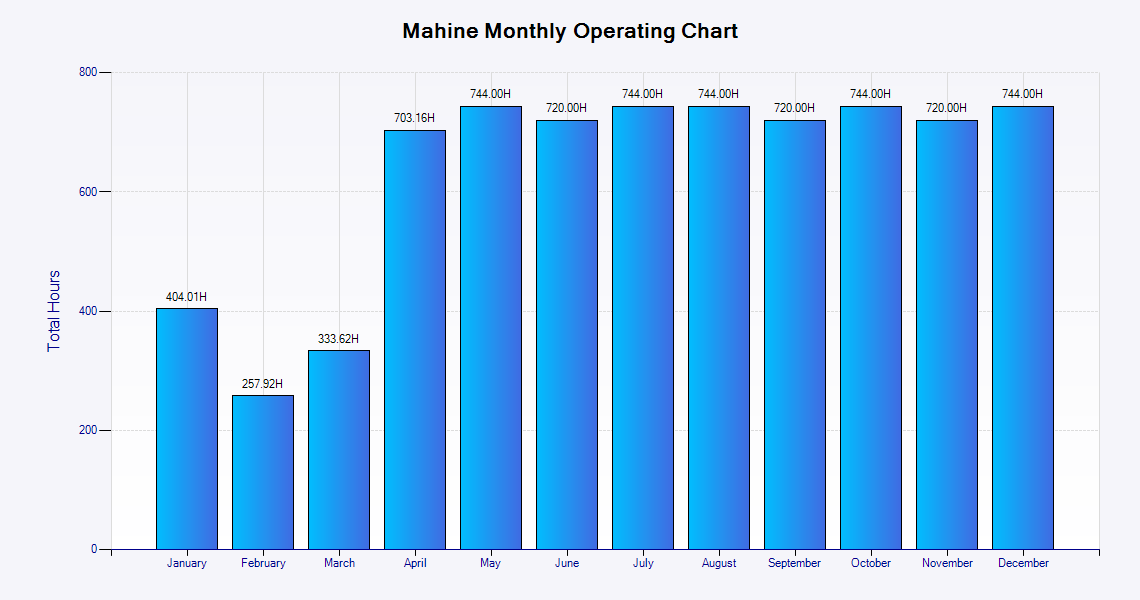 Mahine Monthly Operating Chart
Total Hours
800
600
400
200
0
404.01H
257.92H
333.62H
703.16H
744.00H
720.00H
744.00H
744.00H
720.00H
744.00H
720.00H
744.00H
January
February
March
April
May
June
July
August
September
October
November
December